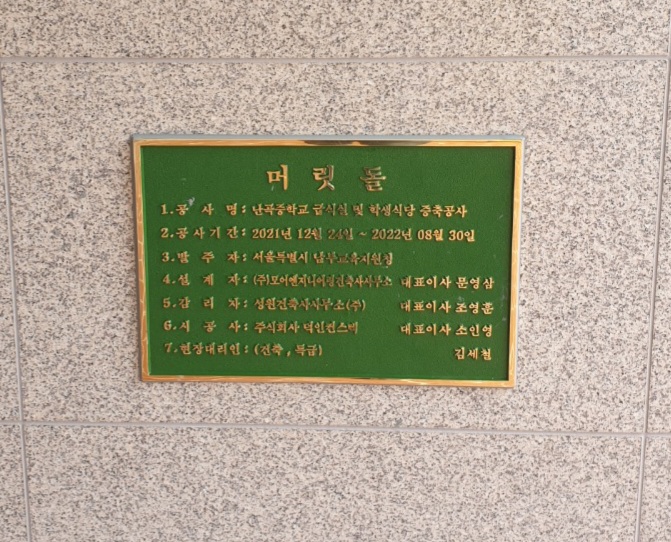 머릿돌
1. 공 사 명 : 난곡중학교 급식실 및 학생식당 증축공사
2. 공사기간 : 2021년 12월 24일 ~ 2022년 08월 30일
3. 발 주 자 : 서울특별시 남부교육지원청
4. 설 계 자 : (주)모어엔지니어링건축사사무소 대표이사 문영삼
5. 감 리 자 : 성원건축사사무소(주) 대표이사 조영훈
6. 시 공 사 : 주식회사 덕인컨스텍 대표이사 소인영
7. 현장대리인 : (건축 , 특급) 김세철